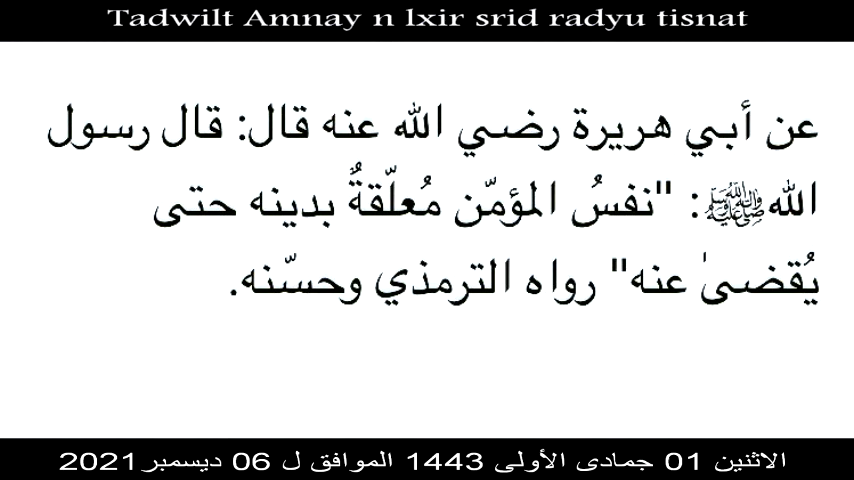 Tadwilt Amnay n lxir srid radyu tisnat
عن أبي هريرة رضي الله عنه قال: قال رسول
الله ﷺ: "نفسُ المؤمّن مُعلّقةٌ بدينه حتى
يُقضىٰ عنه" رواه الترمذي وحسّنه.
الاثنين 01 جمادى الأولى 1443 الموافق ل 06 ديسمبر 2021